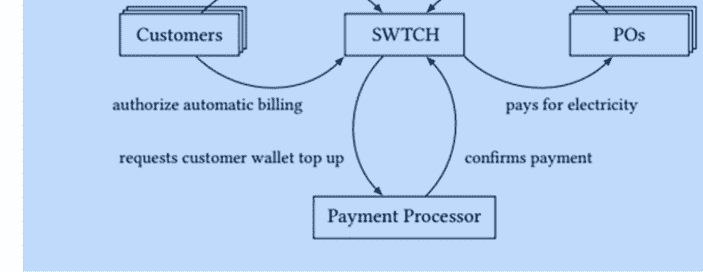 Customers
SWTCH
POs
authorize automatic billing
pays for electricity
requests customer wallet top up
confirms payment
Payment Processor